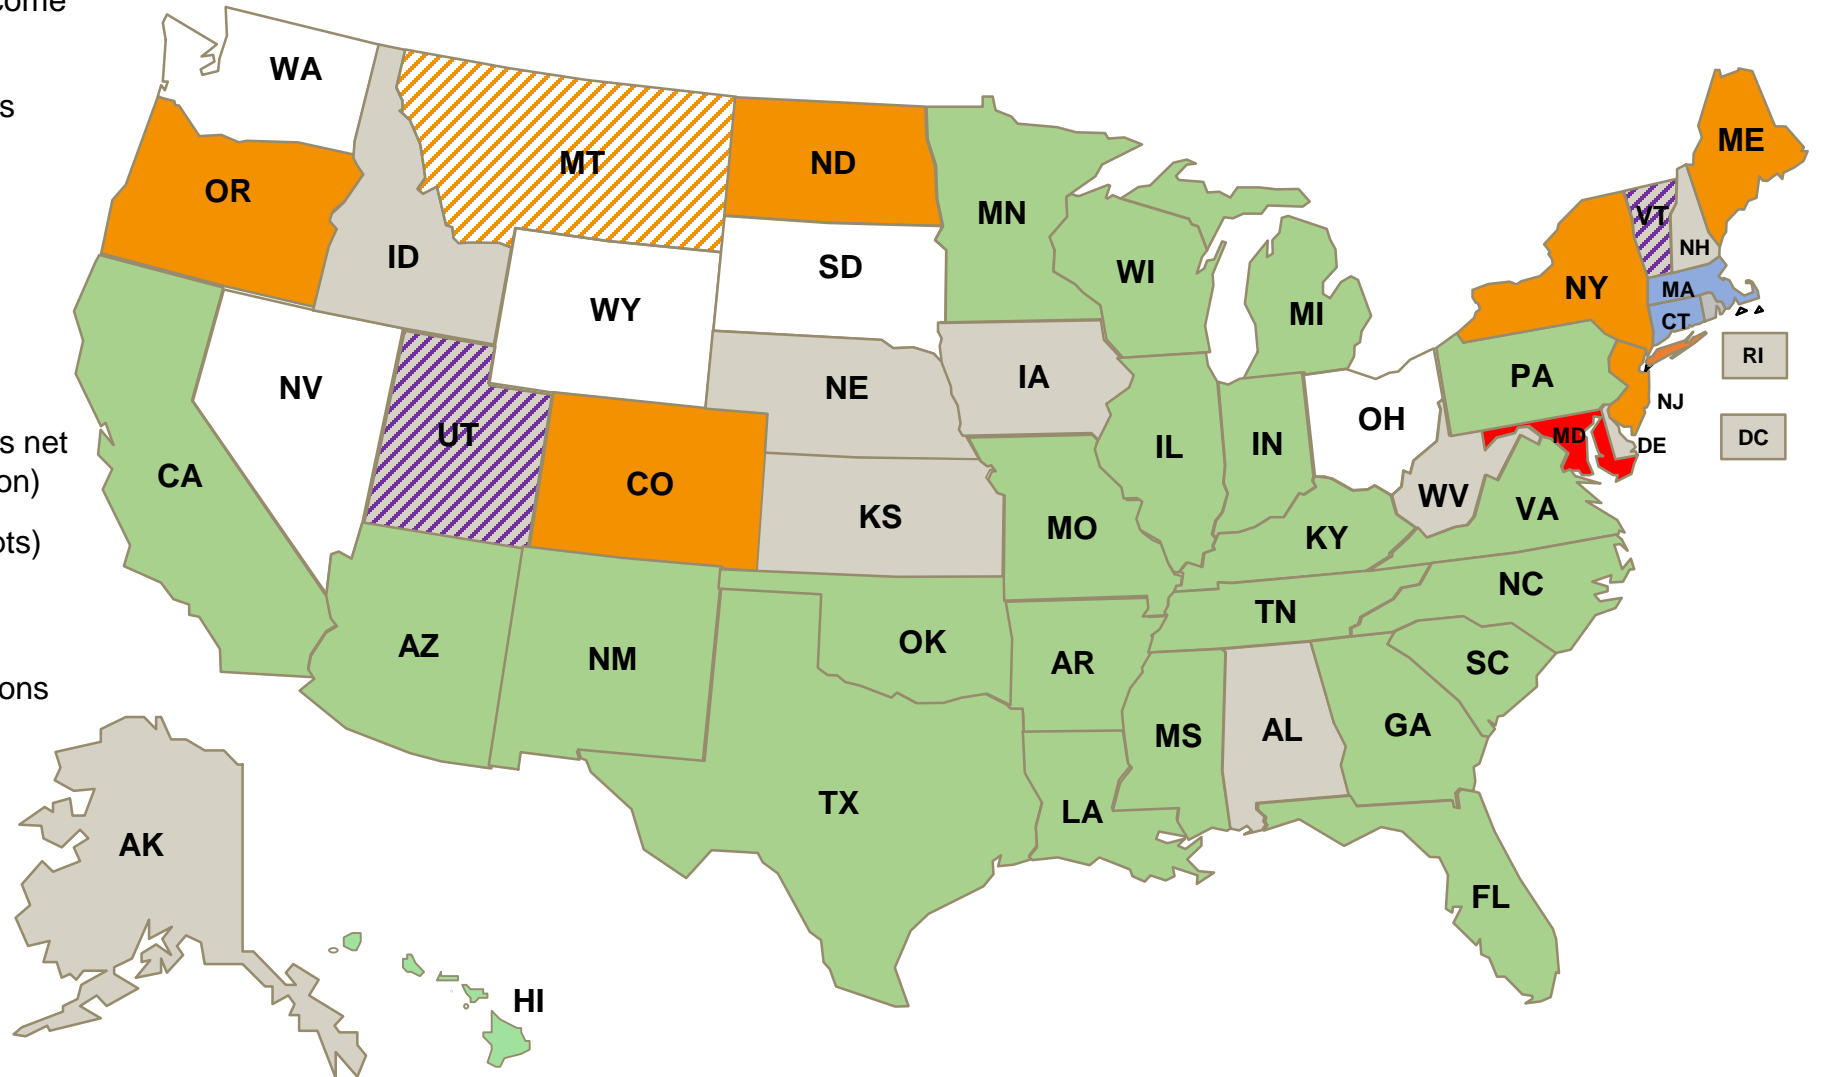 come
s
s net
on)
ots)
ons
WA
OR
ID
MT
ND
MN
SD
WY
WI
MI
NE
IA
NV
UT
CO
CA
KS
MO
IL
IN
OH
PA
NY
VT
NH
ME
MA
CT
RI
NJ
DE
MD
DC
WV
VA
KY
NC
TN
SC
AZ
NM
OK
AR
TX
LA
MS
AL
GA
FL
AK
HI